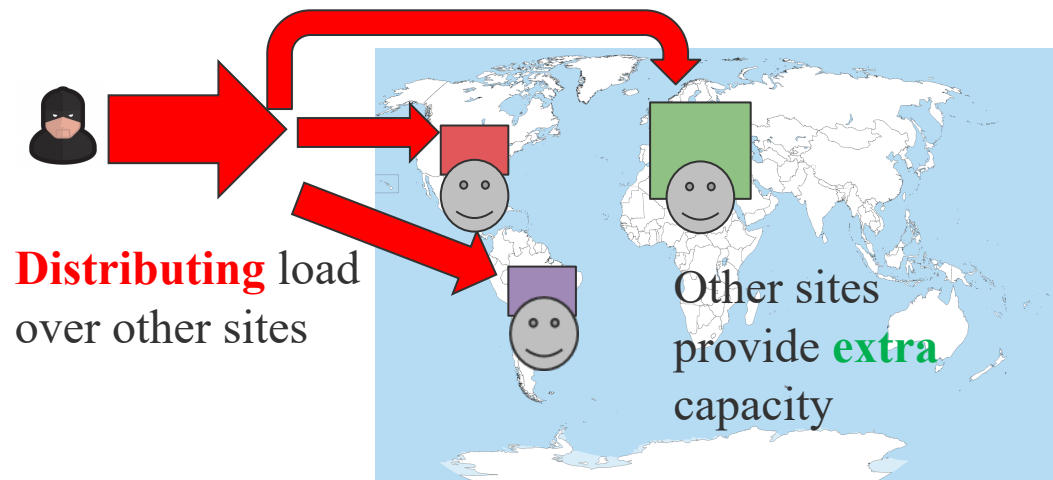 Distributing load
over other sites
Other sites
provide extra
capacity